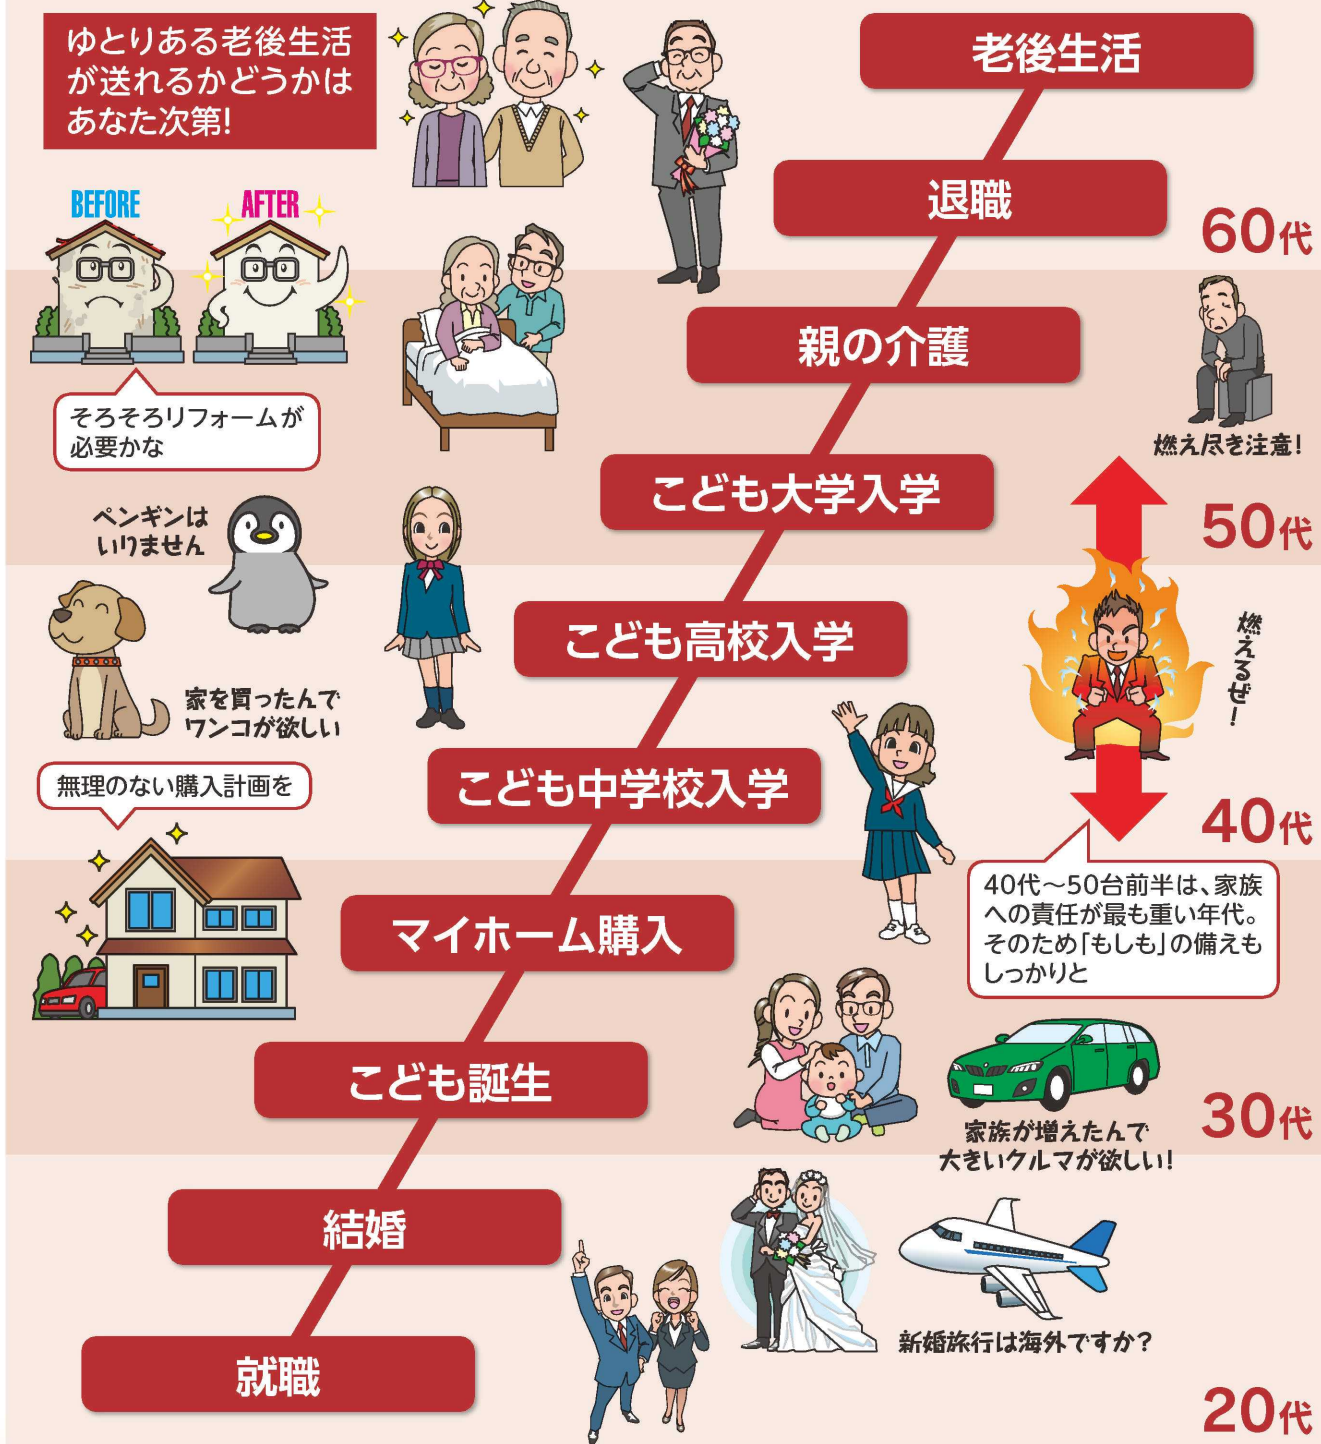 ゆとりある老後生活
が送れるかどうかは
あなた次第!
老後生活
退職
60代
BEFORE
AFTER
そろそろリフォームが
必要かな
親の介護
燃え尽き注意!
こども大学入学
50代
ペンギンは
いりません
こども高校入学
燃えるぜ!
家を買ったんで
ワンコが欲しい
無理のない購入計画を
こども中学校入学
40代
40代～50台前半は、家族
への責任が最も重い年代。
そのため「もしも」の備えも
しっかりと
マイホーム購入
こども誕生
30代
家族が増えたんで
大きいクルマが欲しい!
結婚
新婚旅行は海外ですか?
就職
20代